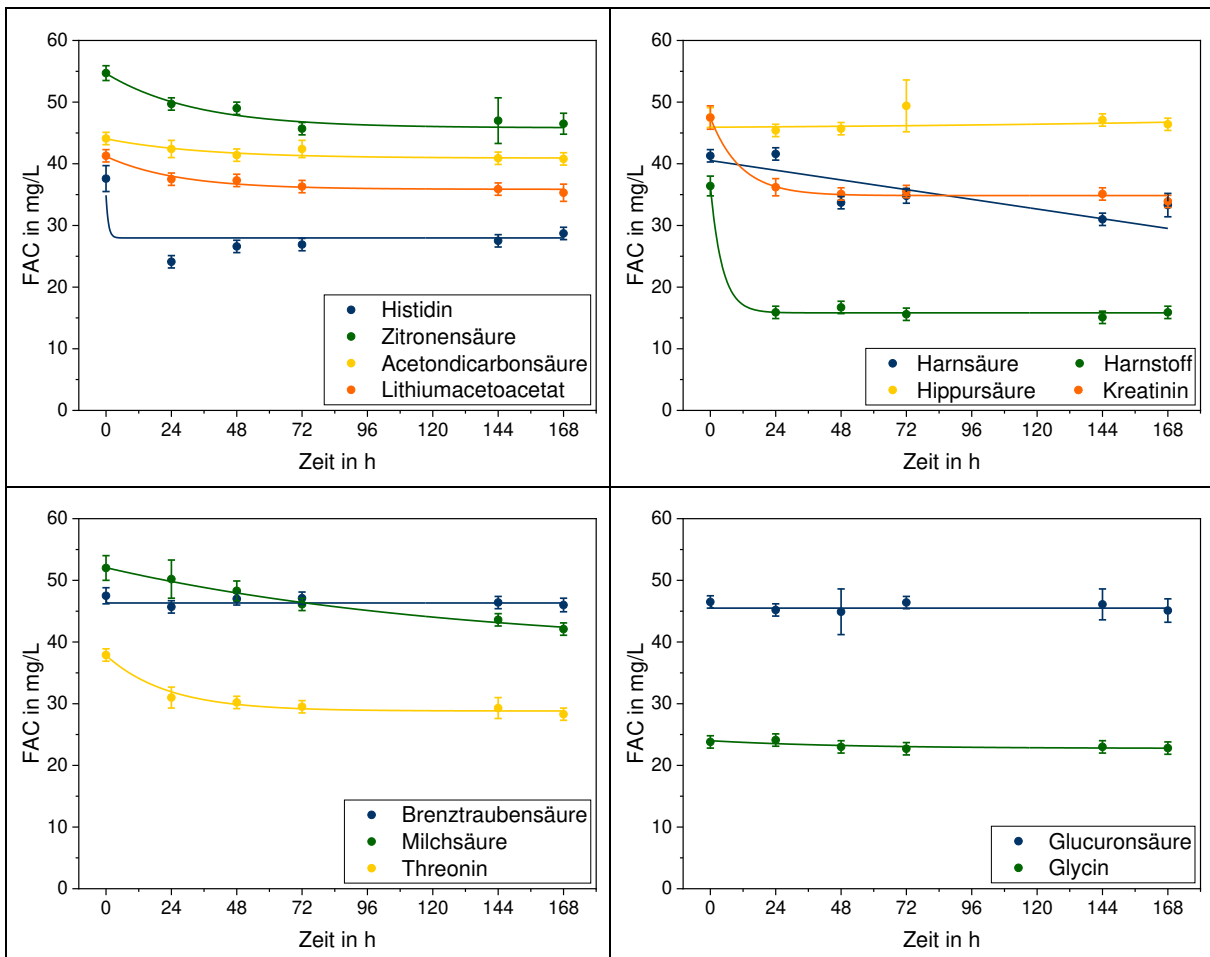 60
50
40
30
20
10
0
FAC in mg/L
Histidin
Zitronensäure
Acetondicarbonsäure
Lithiumacetoacetat
0 24 48 72 96 120 144 168
Zeit in h
60
50
40
30
20
10
0
FAC in mg/L
Harnsäure Harnstoff
Hippursäure Kreatinin
0 24 48 72 96 120 144 168
Zeit in h
60
50
40
30
20
10
0
FAC in mg/L
Brenztraubensäure
Milchsäure
Threonin
0 24 48 72 96 120 144 168
Zeit in h
60
50
40
30
20
10
0
FAC in mg/L
Glucuronsäure
Glycin
0 24 48 72 96 120 144 168
Zeit in h